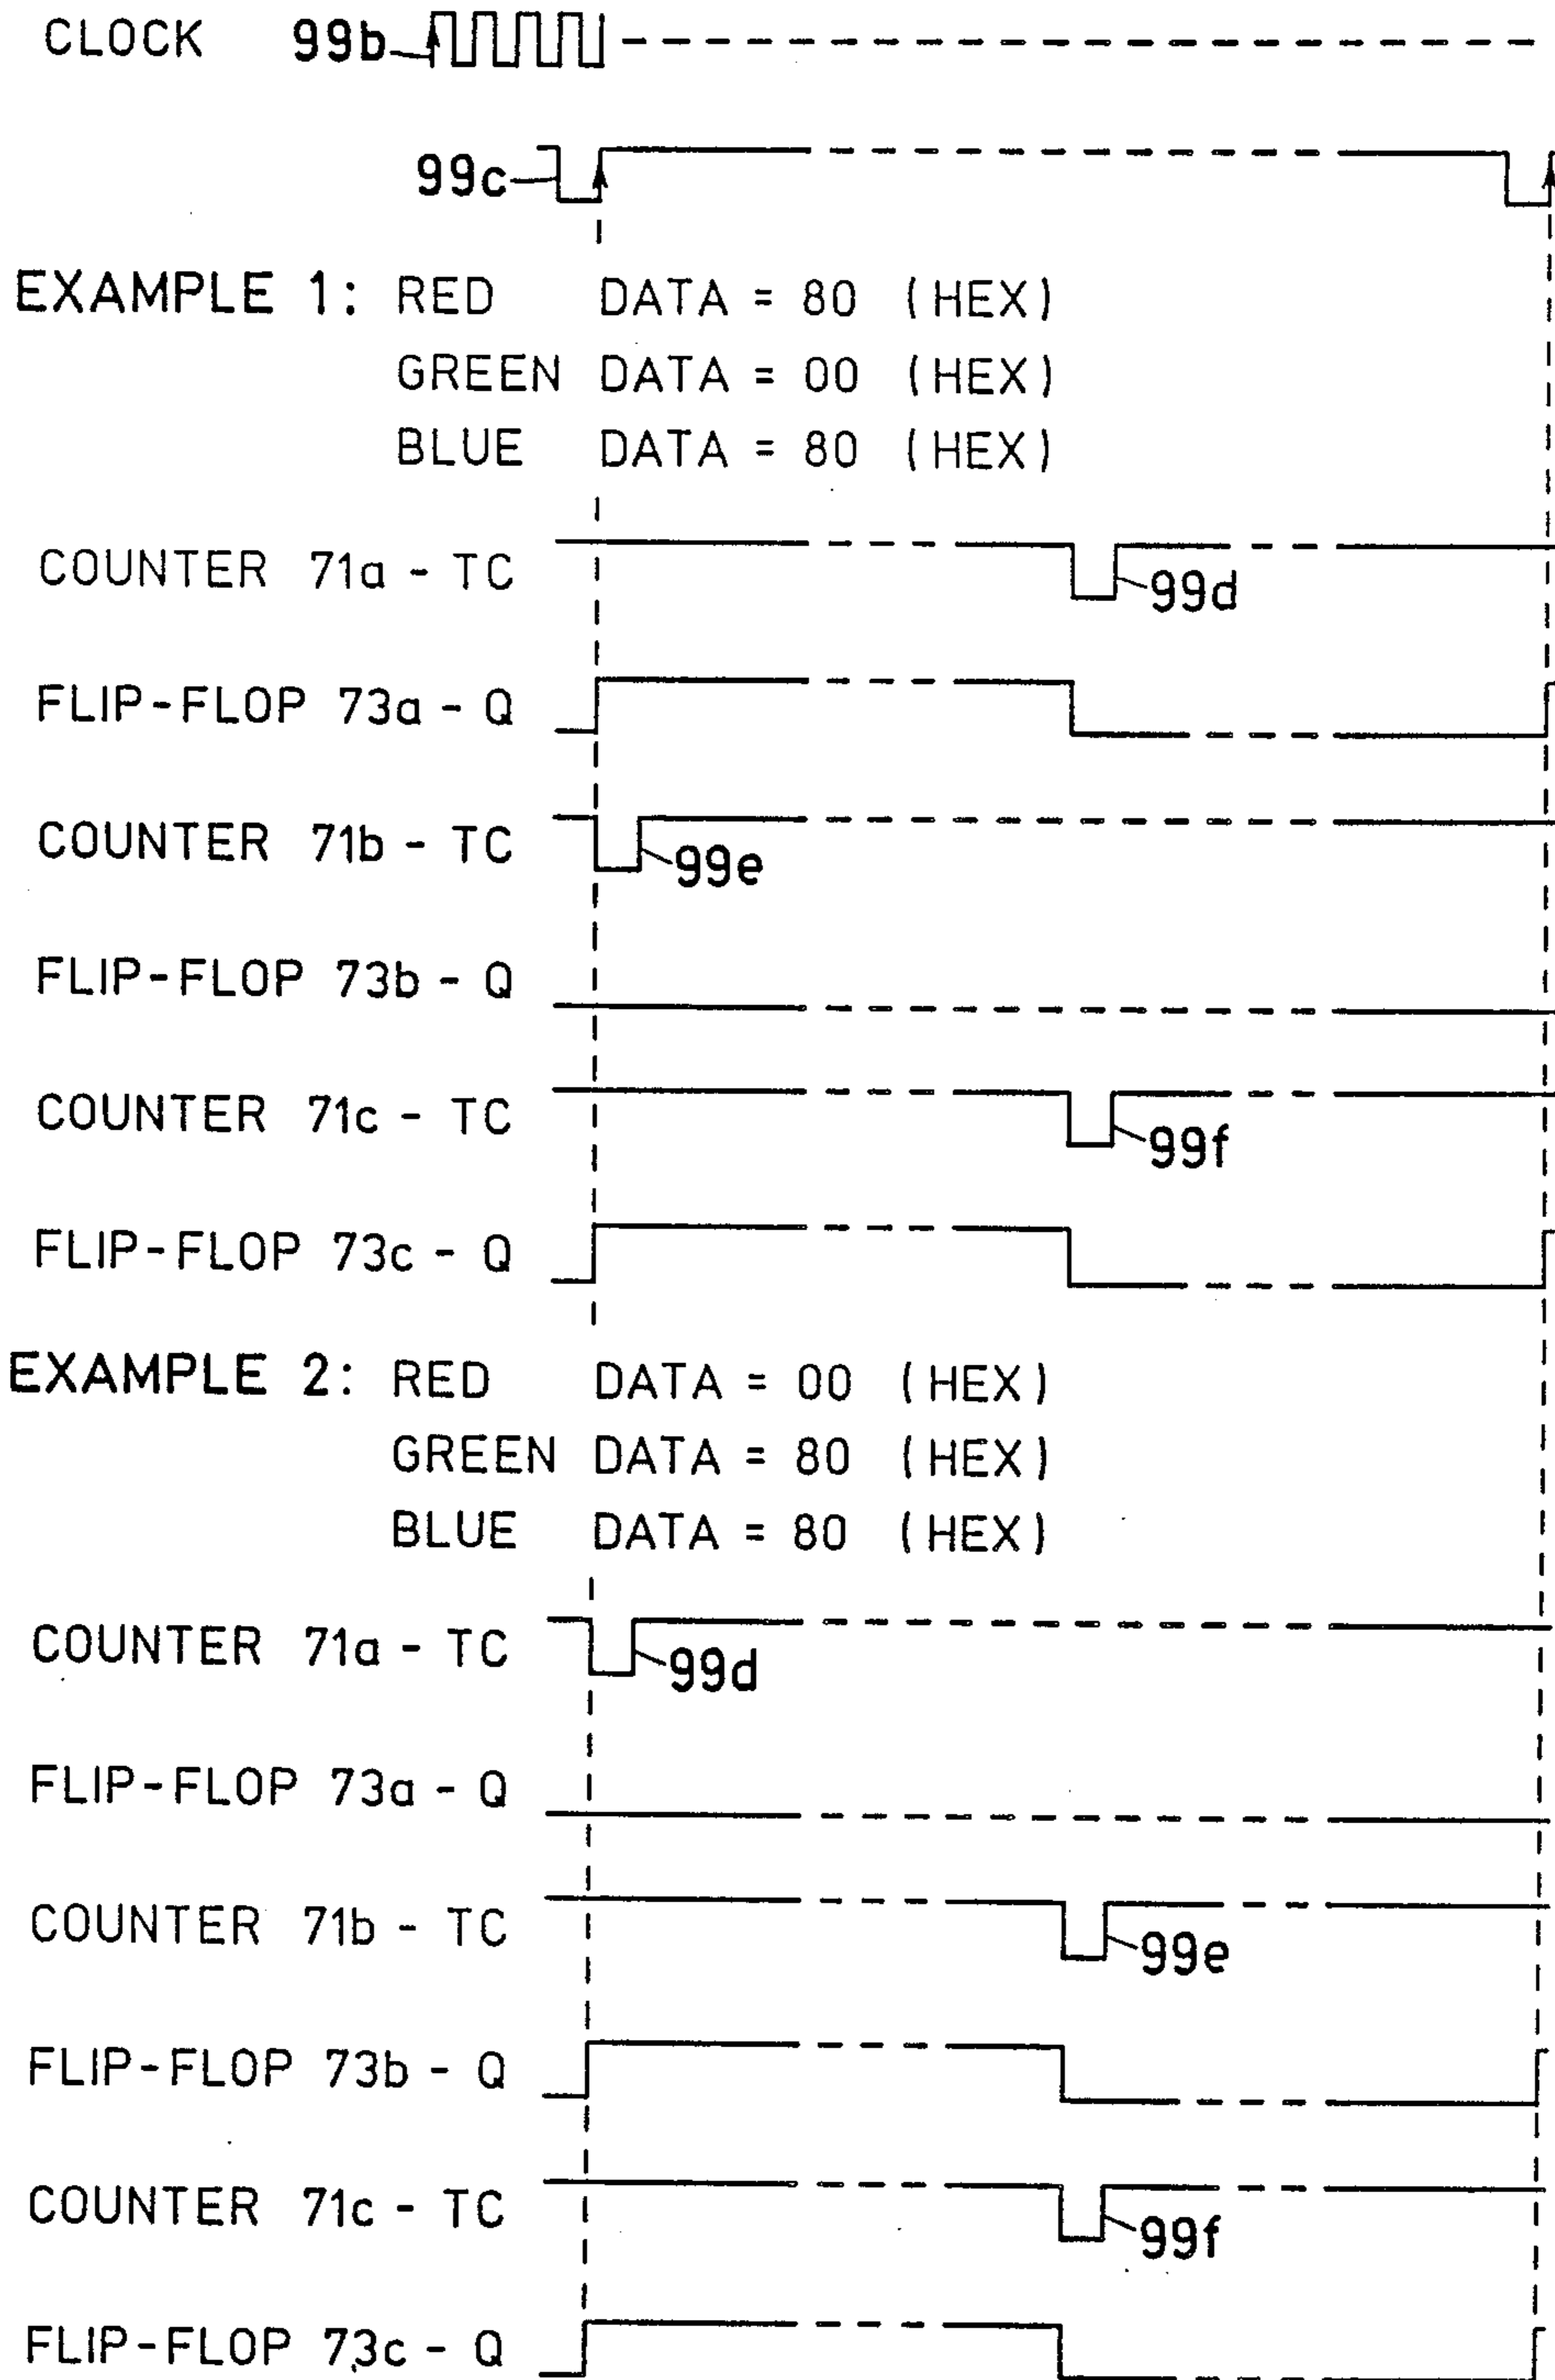 CLOCK 99b
99c
EXAMPLE 1: RED DATA = 80 (HEX)
GREEN DATA = 00 (HEX)
BLUE DATA = 80 (HEX)
COUNTER 71a - TC 99d
FLIP-FLOP 73a - Q
COUNTER 71b - TC 99e
FLIP-FLOP 73b - Q
COUNTER 71c - TC 99f
FLIP-FLOP 73c - Q
EXAMPLE 2: RED DATA = 00 (HEX)
GREEN DATA = 80 (HEX)
BLUE DATA = 80 (HEX)
COUNTER 71a - TC 99d
FLIP-FLOP 73a - Q
COUNTER 71b - TC 99e
FLIP-FLOP 73b - Q
COUNTER 71c - TC 99f
FLIP-FLOP 73c - Q